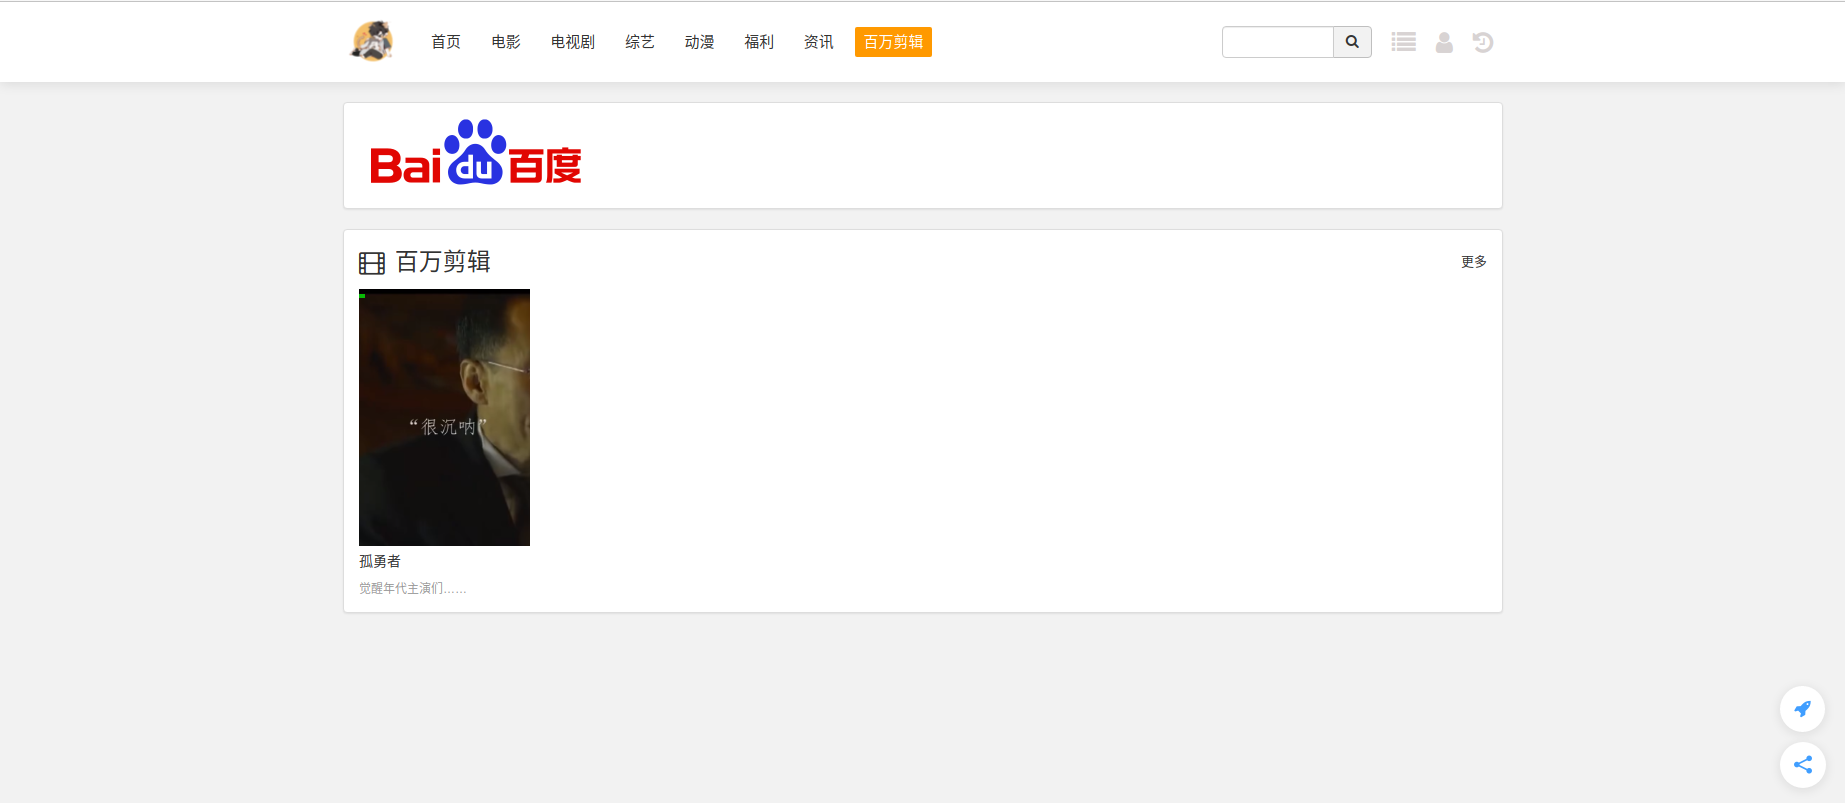 首页 电影 电视剧 综艺 动漫 福利 资讯 百万剪辑
Bai du 百度
百万剪辑 更多
“很沉呐”
孤勇者
觉醒年代主演们……